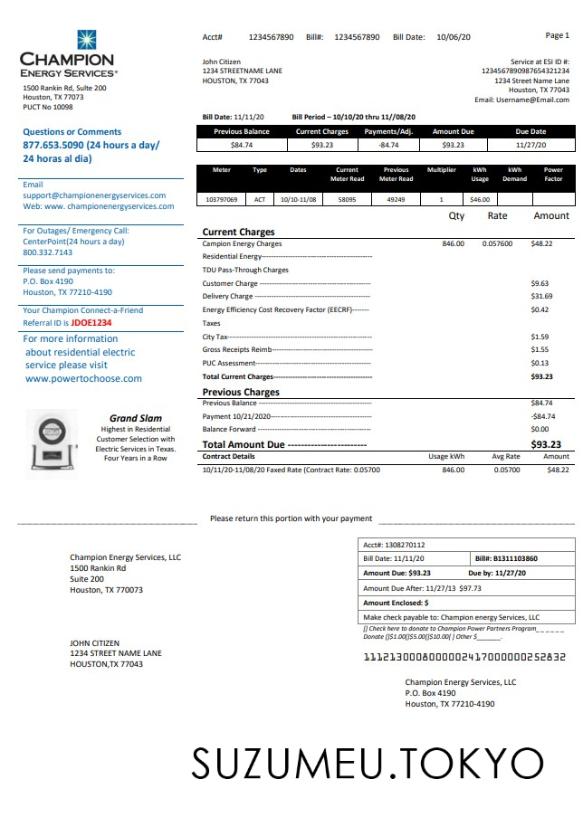 Acct# 1234567890 Bill#: 1234567890 Bill Date: 10/06/20 Page 1
CHAMPION
ENERGY SERVICES
1500 Rankin Rd, Suite 200
Houston, TX 77073
PUCT No 10098
John Citizen
1234 STREETNAME LANE
HOUSTON, TX 77043
Service at ESI ID #:
1234567890987654321234
1234 Street Name Lane
Houston, TX 77043
Email: Username@Email.com
Questions or Comments
877.653.5090 (24 hours a day/
24 horas al dia)
Email
support@championenergyservices.com
Web: www. championenergyservices.com
For Outages/ Emergency Call:
CenterPoint(24 hours a day)
800.332.7143
Please send payments to:
P.O. Box 4190
Houston, TX 77210-4190
Your Champion Connect-a-Friend
Referral ID is JDOE1234
For more information
about residential electric
service please visit
www.powertochoose.com
Grand Slam
Highest in Residential
Customer Selection with
Electric Services in Texas.
Four Years in a Row
Bill Date: 11/11/20 Bill Period – 10/10/20 thru 11//08/20
Previous Balance Current Charges Payments/Adj. Amount Due Due Date
$84.74 $93.23 -84.74 $93.23 11/27/20
Meter Type Dates Current Meter Read Previous Meter Read Multiplier kWh Usage kWh Demand Power Factor
103797069 ACT 10/10-11/08 58095 49249 1 $46.00
Qty Rate Amount
Current Charges
Campion Energy Charges 846.00 0.057600 $48.22
Residential Energy----------------------------------------
TDU Pass-Through Charges
Customer Charge ---------------------------------------- $9.63
Delivery Charge ---------------------------------------- $31.69
Energy Efficiency Cost Recovery Factor (EECRF)------ $0.42
Taxes
City Tax---------------------------------------- $1.59
Gross Receipts Reimb---------------------------------------- $1.55
PUC Assessment---------------------------------------- $0.13
Total Current Charges---------------------------------------- $93.23
Previous Charges
Previous Balance ---------------------------------------- $84.74
Payment 10/21/2020---------------------------------------- -$84.74
Balance Forward ---------------------------------------- $0.00
Total Amount Due ------------------------ $93.23
Contract Details Usage kWh Avg Rate Amount
10/11/20-11/08/20 Faxed Rate (Contract Rate: 0.05700 846.00 0.05700 $48.22
Please return this portion with your payment
Champion Energy Services, LLC
1500 Rankin Rd
Suite 200
Houston, TX 770073
Acct#: 1308270112
Bill Date: 11/11/20 Bill#: B1311103860
Amount Due: $93.23 Due by: 11/27/20
Amount Due After: 11/27/13 $97.73
Amount Enclosed: $
Make check payable to: Champion energy Services, LLC
[] Check here to donate to Champion Power Partners Program______
Donate []$1.00[]$5.00[]$10.00[ ] Other $_______.
JOHN CITIZEN
1234 STREET NAME LANE
HOUSTON,TX 77043
1112130008000002417000000252832
Champion Energy Services, LLC
P.O. Box 4190
Houston, TX 77210-4190
SUZUMEU.TOKYO